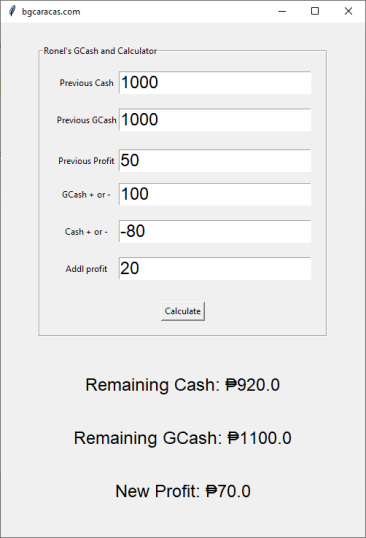 bgcaracas.com
Ronel's GCash and Calculator
Previous Cash 1000
Previous GCash 1000
Previous Profit 50
GCash + or - 100
Cash + or - -80
Addl profit 20
Calculate
Remaining Cash: ₱920.0
Remaining GCash: ₱1100.0
New Profit: ₱70.0